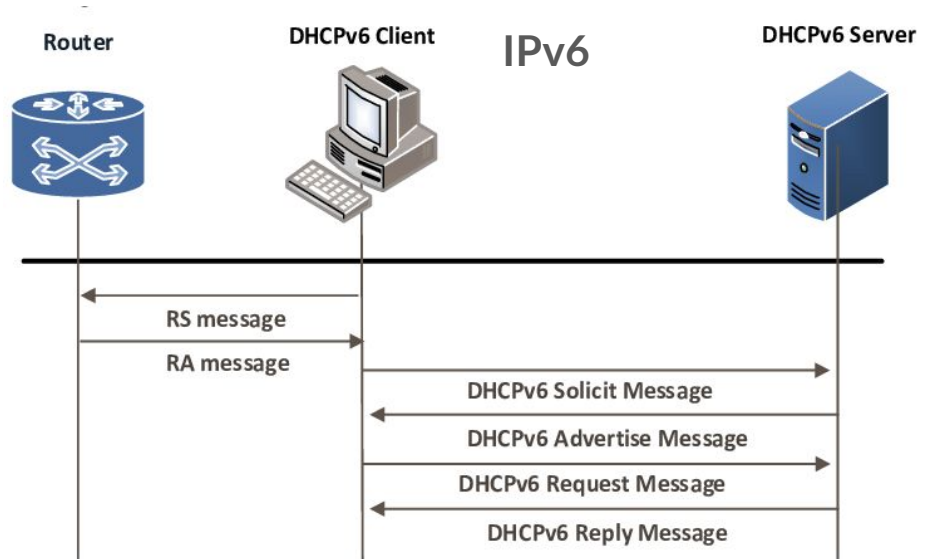 Router
DHCPv6 Client
IPv6
DHCPv6 Server
RS message
RA message
DHCPv6 Solicit Message
DHCPv6 Advertise Message
DHCPv6 Request Message
DHCPv6 Reply Message